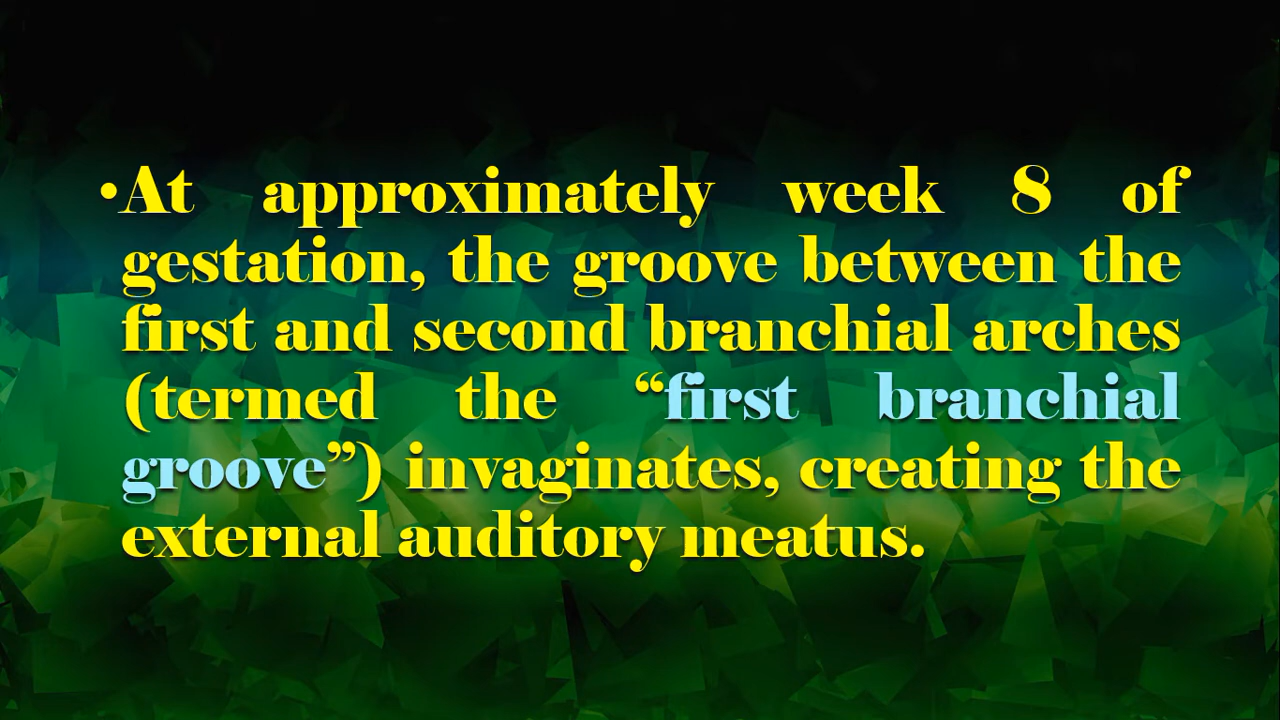 •At approximately week 8 of
gestation, the groove between the
first and second branchial arches
(termed the “first branchial
groove”) invaginates, creating the
external auditory meatus.